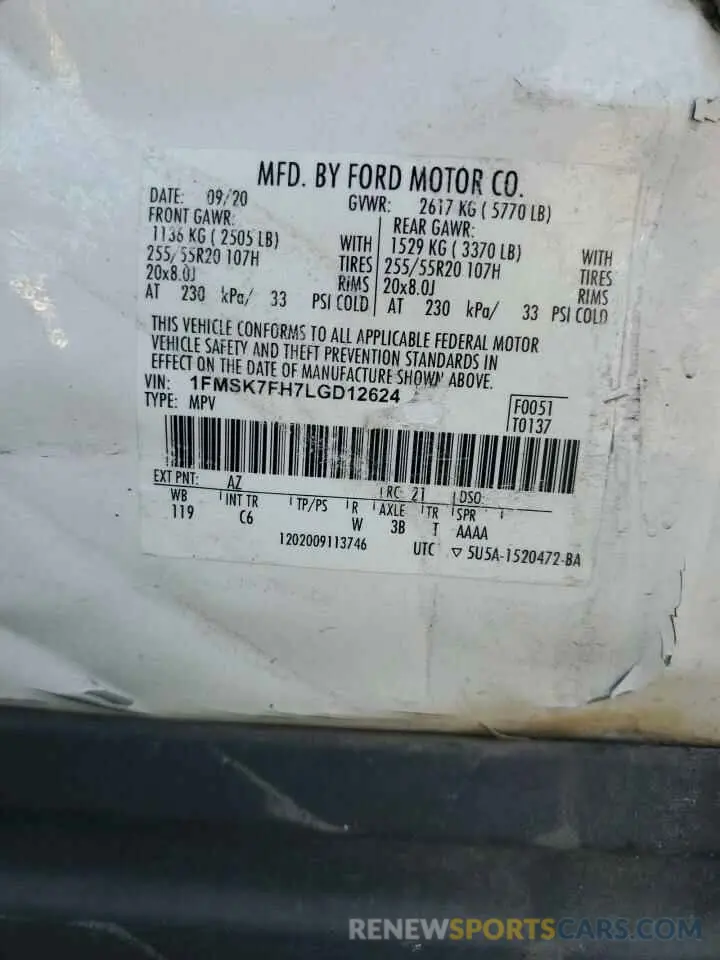 MFD. BY FORD MOTOR CO.
DATE: 09/20 GVWR: 2617 KG ( 5770 LB)
FRONT GAWR: REAR GAWR:
1136 KG ( 2505 LB) WITH 1529 KG ( 3370 LB) WITH
255/55R20 107H TIRES 255/55R20 107H TIRES
20x8.0J RIMS 20x8.0J RIMS
AT 230 kPa/ 33 PSI COLD AT 230 kPa/ 33 PSI COLD
THIS VEHICLE CONFORMS TO ALL APPLICABLE FEDERAL MOTOR
VEHICLE SAFETY AND THEFT PREVENTION STANDARDS IN
EFFECT ON THE DATE OF MANUFACTURE SHOWN ABOVE.
VIN: 1FMSK7FH7LGD12624
TYPE: MPV
F0051
T0137
EXT PNT: AZ RC: 21 DSO:
WB INT TR TP/PS R AXLE TR SPR
119 C6 W 3B T AAAA
1202009113746 UTC ▽ 5U5A-1520472-BA
RENEWSPORTSCARS.COM